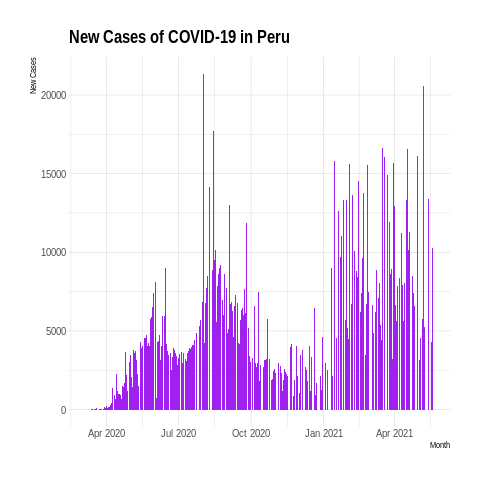 New Cases of COVID-19 in Peru
New Cases
20000
15000
10000
5000
0
Apr 2020 Jul 2020 Oct 2020 Jan 2021 Apr 2021
Month